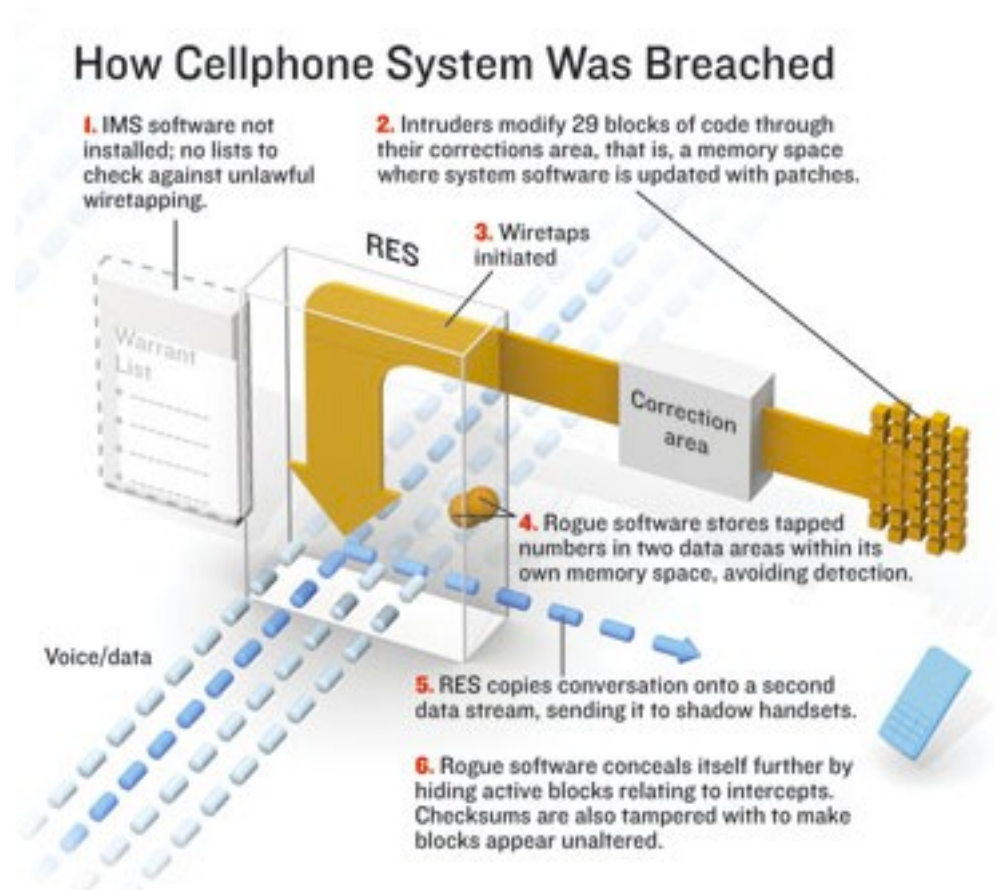 How Cellphone System Was Breached
1. IMS software not
installed; no lists to
check against unlawful
wiretapping.
2. Intruders modify 29 blocks of code through
their corrections area, that is, a memory space
where system software is updated with patches.
RES
3. Wiretaps
initiated
Warrant
List
Correction
area
4. Rogue software stores tapped
numbers in two data areas within its
own memory space, avoiding detection.
Voice/data
5. RES copies conversation onto a second
data stream, sending it to shadow handsets.
6. Rogue software conceals itself further by
hiding active blocks relating to intercepts.
Checksums are also tampered with to make
blocks appear unaltered.